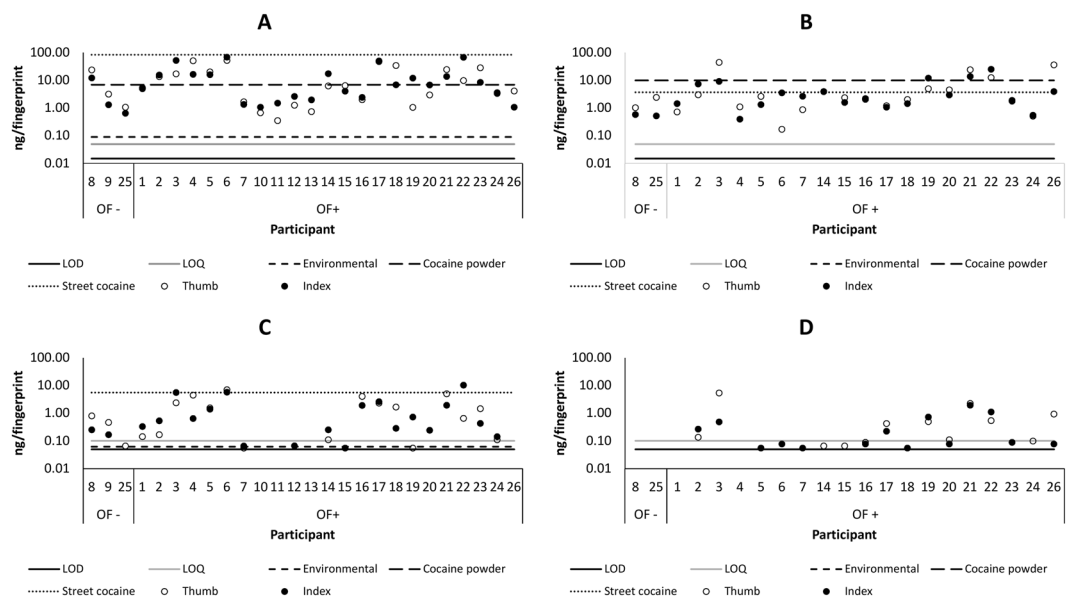 A
ng/fingerprint
100.00
10.00
1.00
0.10
0.01
8 9 25 1 2 3 4 5 6 7 10 11 12 13 14 15 16 17 18 19 20 21 22 23 24 26
OF - OF+
Participant
LOD LOQ Environmental Cocaine powder
Street cocaine Thumb Index
B
ng/fingerprint
100.00
10.00
1.00
0.10
0.01
8 25 1 2 3 4 5 6 7 14 15 16 17 18 19 20 21 22 23 24 26
OF - OF +
Participant
LOD LOQ Environmental Cocaine powder
Street cocaine Thumb Index
C
ng/fingerprint
100.00
10.00
1.00
0.10
0.01
8 9 25 1 2 3 4 5 6 7 10 11 12 13 14 15 16 17 18 19 20 21 22 23 24 26
OF - OF+
Participant
LOD LOQ Environmental Cocaine powder
Street cocaine Thumb Index
D
ng/fingerprint
100.00
10.00
1.00
0.10
0.01
8 25 1 2 3 4 5 6 7 14 15 16 17 18 19 20 21 22 23 24 26
OF - OF +
Participant
LOD LOQ Environmental Cocaine powder
Street cocaine Thumb Index